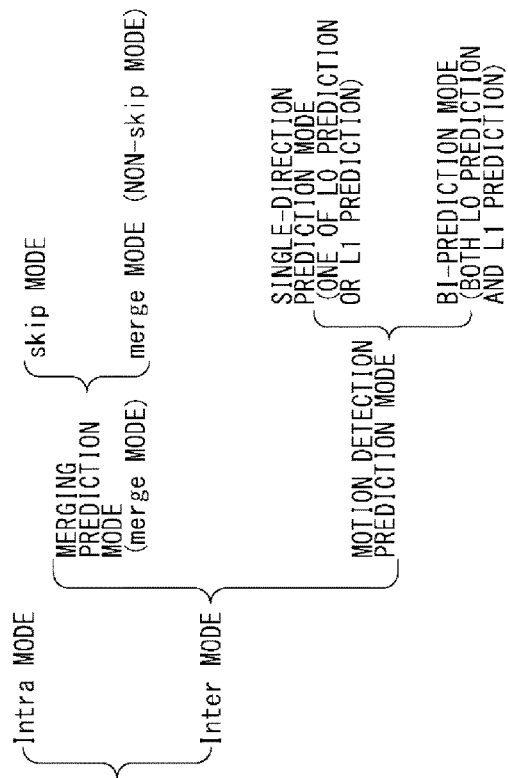 Intra MODE
Inter MODE
MERGING
PREDICTION
MODE
(merge MODE)
skip MODE
merge MODE (NON-skip MODE)
MOTION DETECTION
PREDICTION MODE
SINGLE-DIRECTION
PREDICTION MODE
(ONE OF L0 PREDICTION
OR L1 PREDICTION)
BI-PREDICTION MODE
(BOTH L0 PREDICTION
AND L1 PREDICTION)